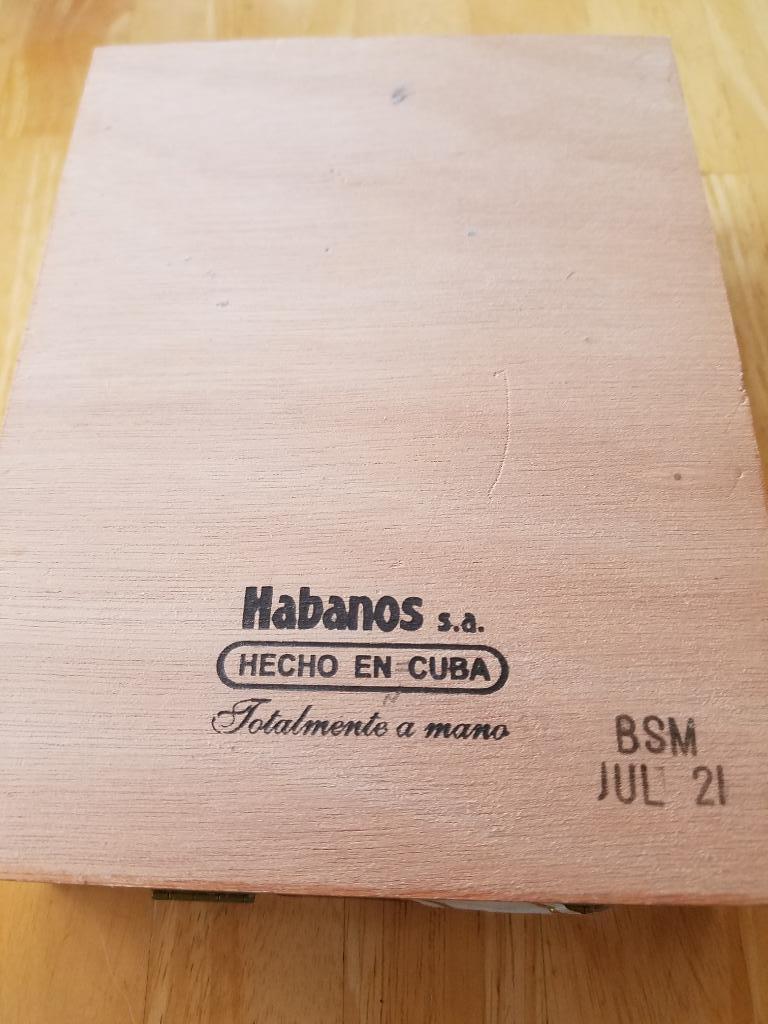 Habanos s.a.
HECHO EN CUBA
Totalmente a mano
BSM
JUL 21